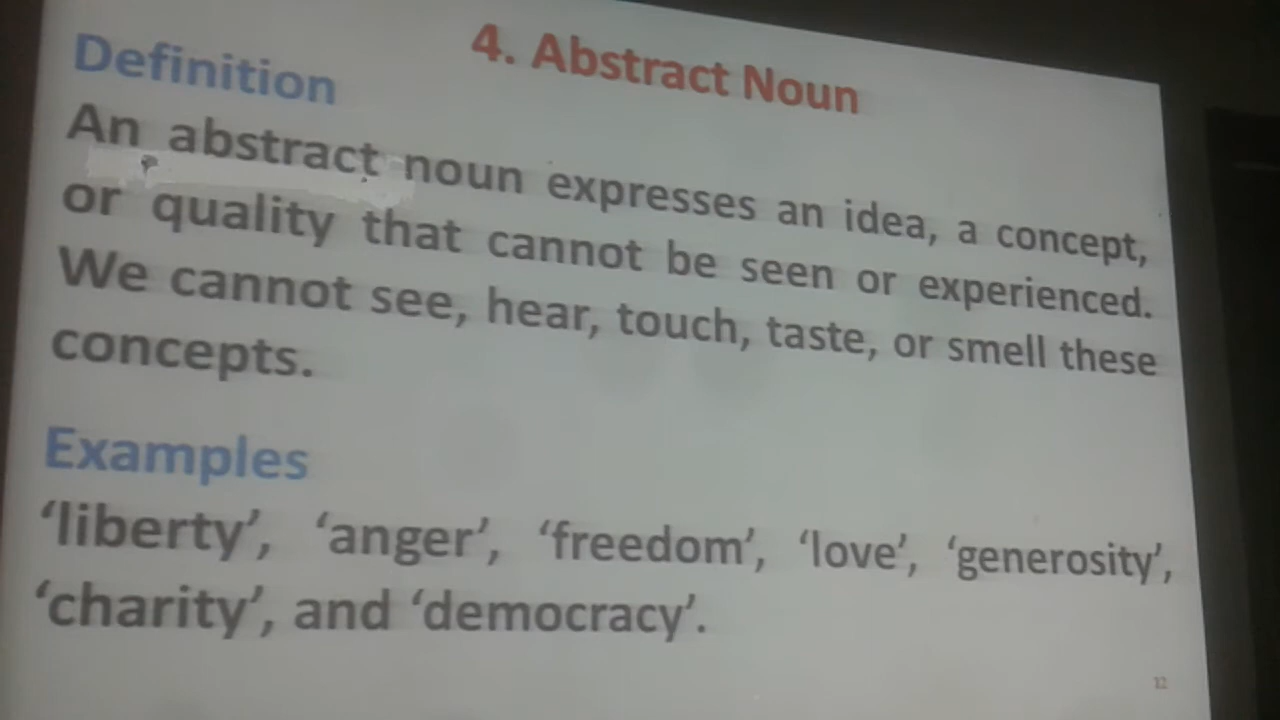 4. Abstract Noun
Definition
An abstract noun expresses an idea, a concept,
or quality that cannot be seen or experienced.
We cannot see, hear, touch, taste, or smell these
concepts.
Examples
‘liberty’, ‘anger’, ‘freedom’, ‘love’, ‘generosity’,
‘charity’, and ‘democracy’.
12